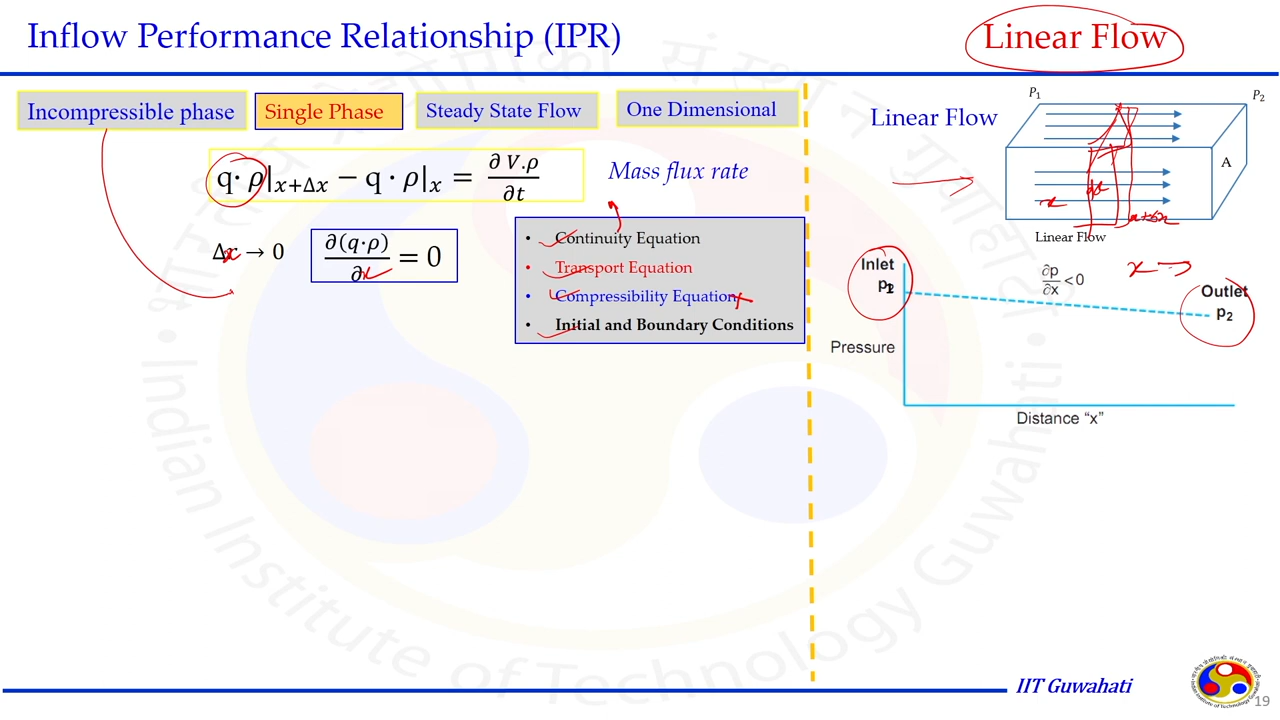 Inflow Performance Relationship (IPR)
Linear Flow
Incompressible phase
Single Phase
Steady State Flow
One Dimensional
q· ρ|x+Δx − q · ρ|x = ∂ V.ρ / ∂t
Mass flux rate
Δx → 0
∂(q·ρ) / ∂x = 0
• Continuity Equation
• Transport Equation
• Compressibility Equation
• Initial and Boundary Conditions
Linear Flow
P1
P2
A
x
dx
x+Δx
Linear Flow
x
Inlet
∂p/∂x < 0
Outlet
p2
Pressure
Distance "x"
Indian Institute of Technology Guwahati
IIT Guwahati
19